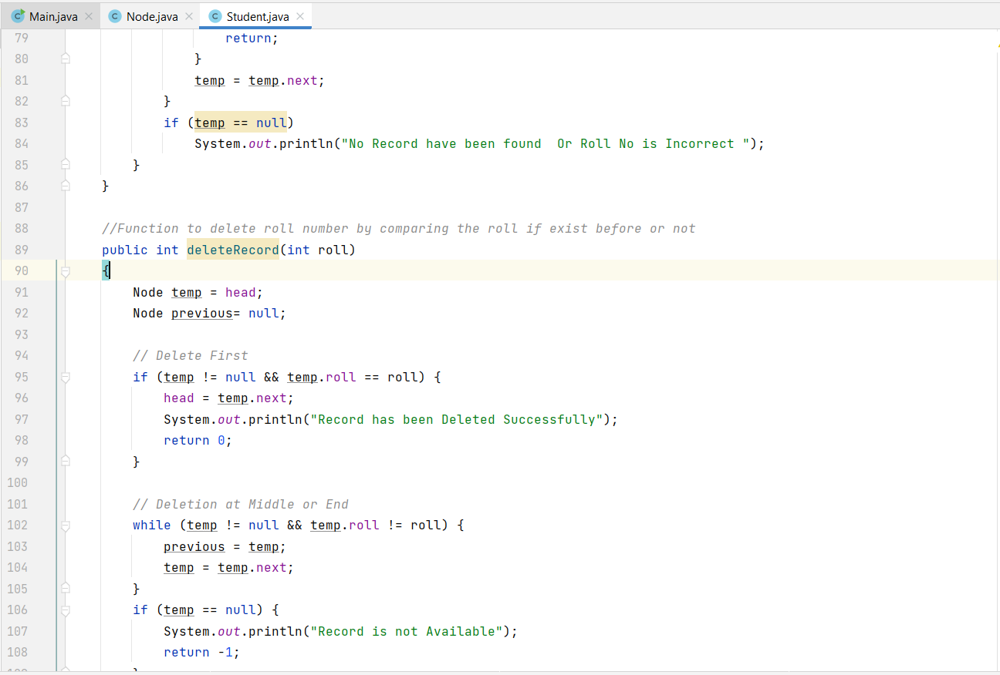 Main.java Node.java Student.java
79 return;
80 }
81 temp = temp.next;
82 }
83 if (temp == null)
84 System.out.println("No Record have been found  Or Roll No is Incorrect ");
85 }
86 }
87
88 //Function to delete roll number by comparing the roll if exist before or not
89 public int deleteRecord(int roll)
90 {
91 Node temp = head;
92 Node previous= null;
93
94 // Delete First
95 if (temp != null && temp.roll == roll) {
96 head = temp.next;
97 System.out.println("Record has been Deleted Successfully");
98 return 0;
99 }
100
101 // Deletion at Middle or End
102 while (temp != null && temp.roll != roll) {
103 previous = temp;
104 temp = temp.next;
105 }
106 if (temp == null) {
107 System.out.println("Record is not Available");
108 return -1;